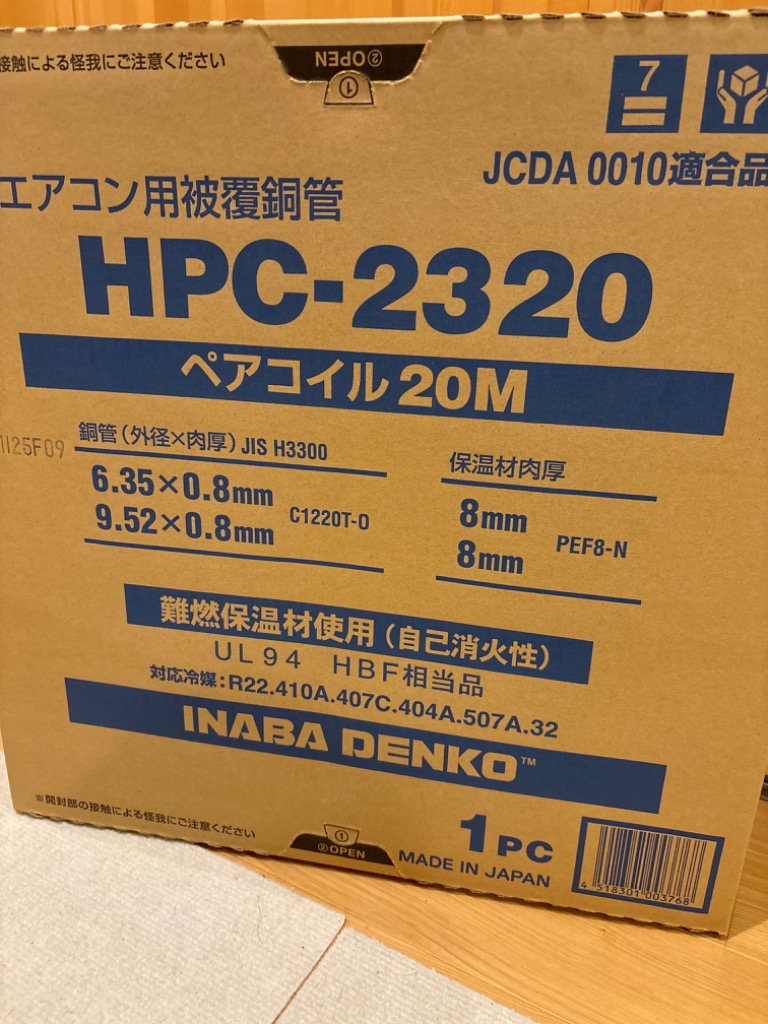 接触による怪我にご注意ください
②OPEN
①
7
JCDA 0010適合品
エアコン用被覆銅管
HPC-2320
ペアコイル 20M
1125F09
銅管(外径×肉厚)JIS H3300
6.35×0.8mm
9.52×0.8mm
C1220T-O
保温材肉厚
8mm
8mm
PEF8-N
難燃保温材使用(自己消火性)
UL94 HBF相当品
対応冷媒:R22.410A.407C.404A.507A.32
INABA DENKO™
※開封部の接触による怪我にご注意ください
①
②OPEN
1PC
MADE IN JAPAN
4 518301 003768